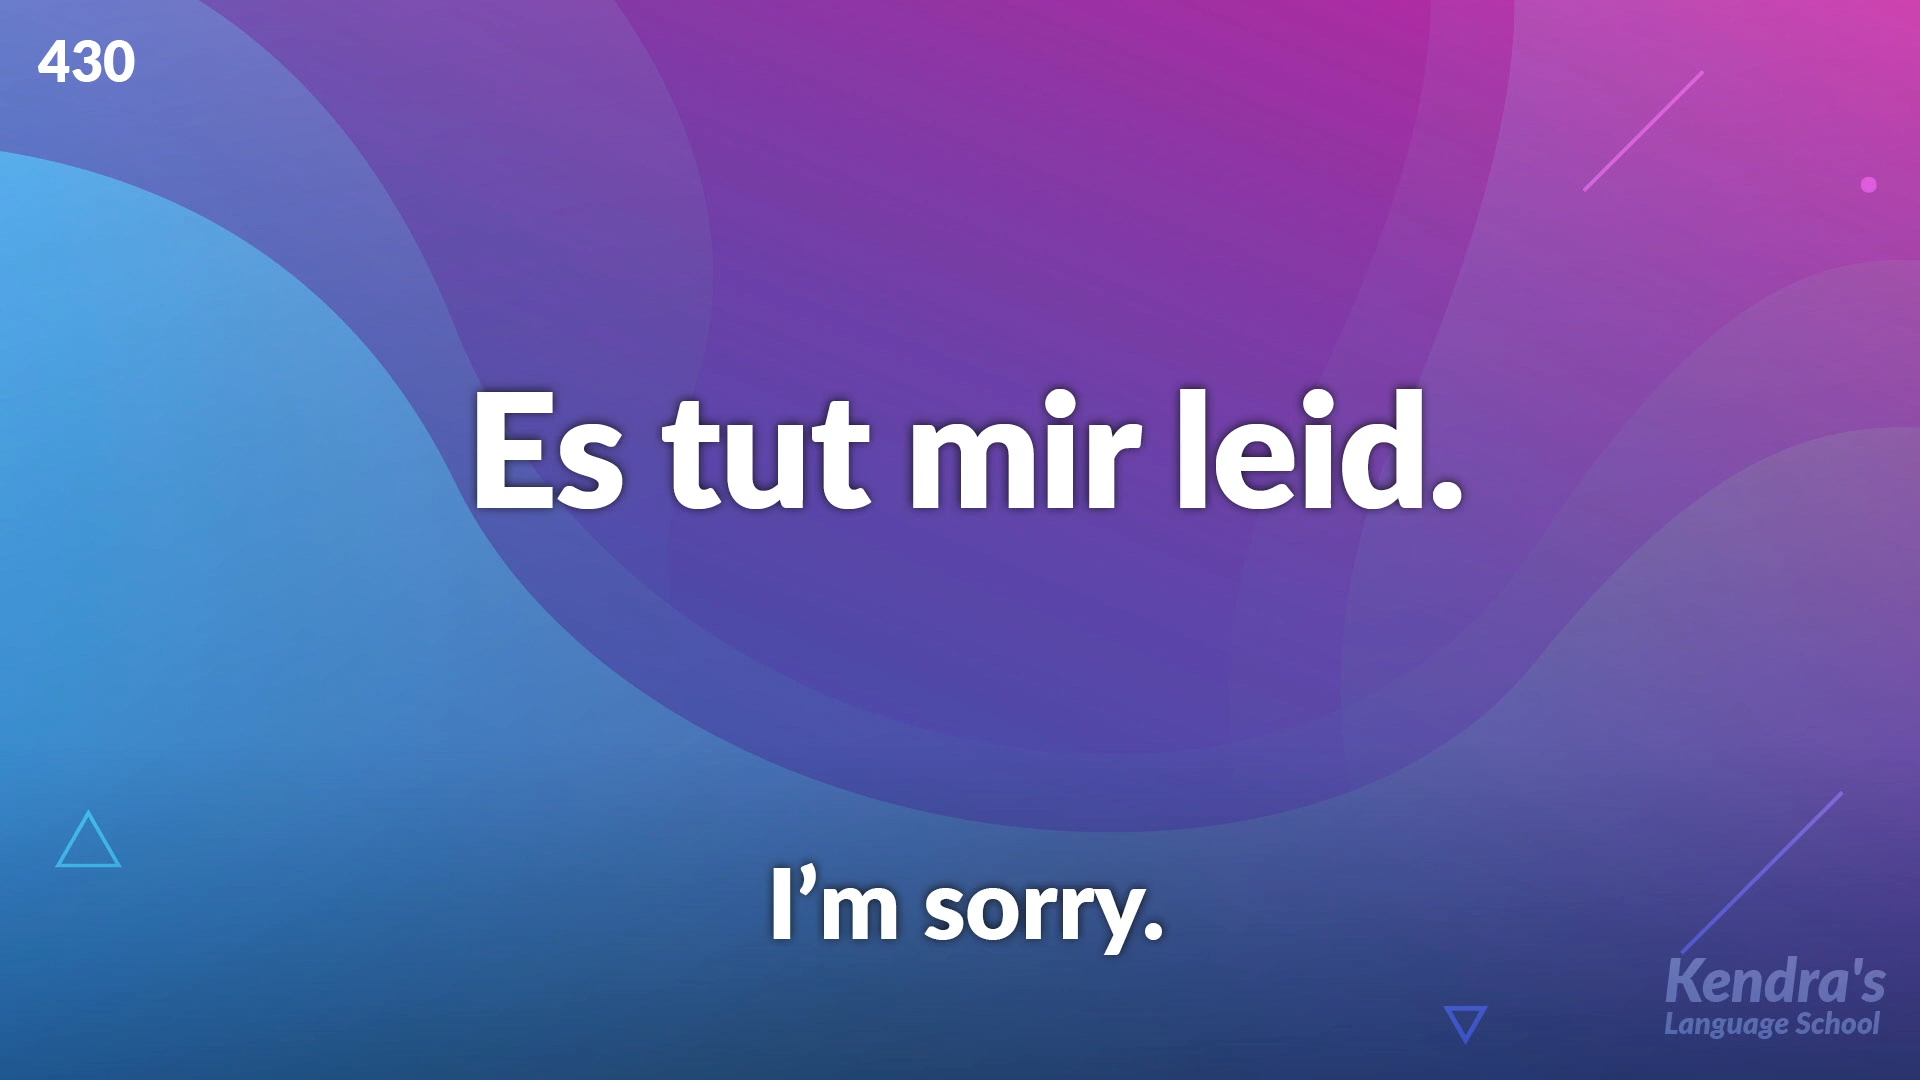 430
Es tut mir leid.
I’m sorry.
Kendra's
Language School